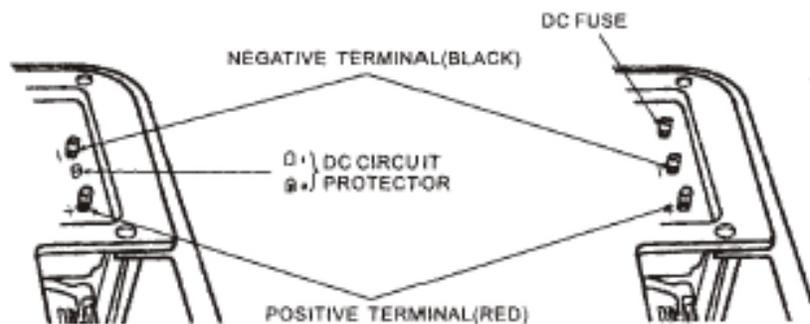 DC FUSE
NEGATIVE TERMINAL(BLACK)
DC CIRCUIT
PROTECTOR
POSITIVE TERMINAL(RED)